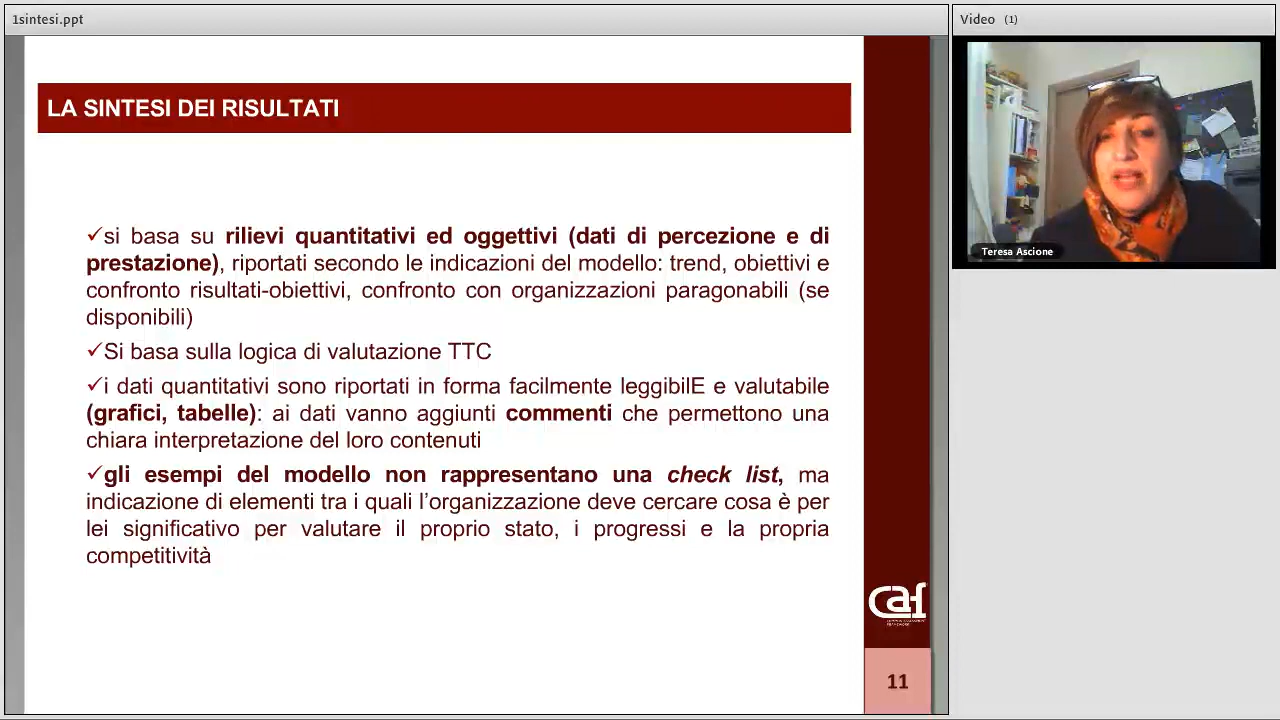 1sintesi.ppt
Video (1)
LA SINTESI DEI RISULTATI
Teresa Ascione
✓si basa su rilievi quantitativi ed oggettivi (dati di percezione e di
prestazione), riportati secondo le indicazioni del modello: trend, obiettivi e
confronto risultati-obiettivi, confronto con organizzazioni paragonabili (se
disponibili)
✓Si basa sulla logica di valutazione TTC
✓i dati quantitativi sono riportati in forma facilmente leggibilE e valutabile
(grafici, tabelle): ai dati vanno aggiunti commenti che permettono una
chiara interpretazione del loro contenuti
✓gli esempi del modello non rappresentano una check list, ma
indicazione di elementi tra i quali l’organizzazione deve cercare cosa è per
lei significativo per valutare il proprio stato, i progressi e la propria
competitività
caf
11